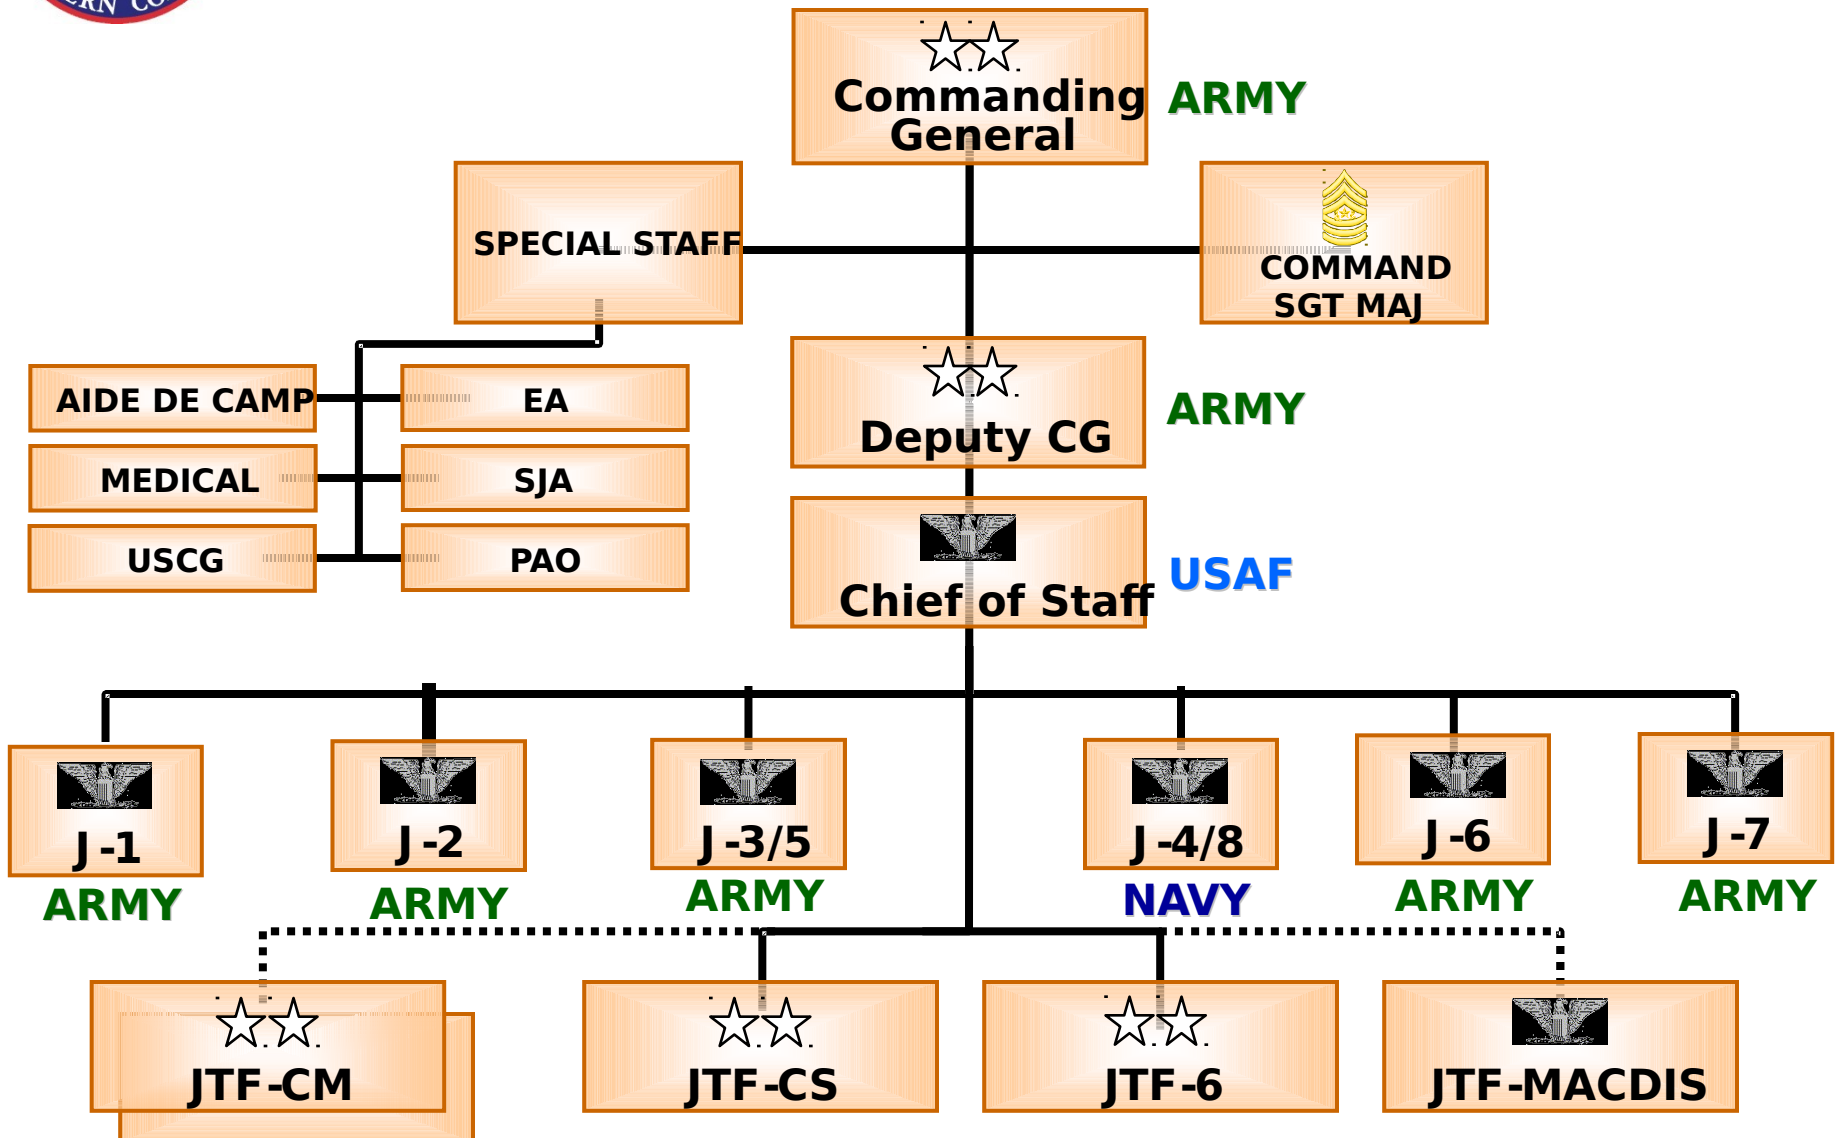 Commanding
General
ARMY
SPECIAL STAFF
COMMAND
SGT MAJ
AIDE DE CAMP
EA
Deputy CG
ARMY
MEDICAL
SJA
USCG
PAO
Chief of Staff
USAF
J-1
J-2
J-3/5
J-4/8
J-6
J-7
ARMY
ARMY
ARMY
NAVY
ARMY
ARMY
JTF-CM
JTF-CS
JTF-6
JTF-MACDIS